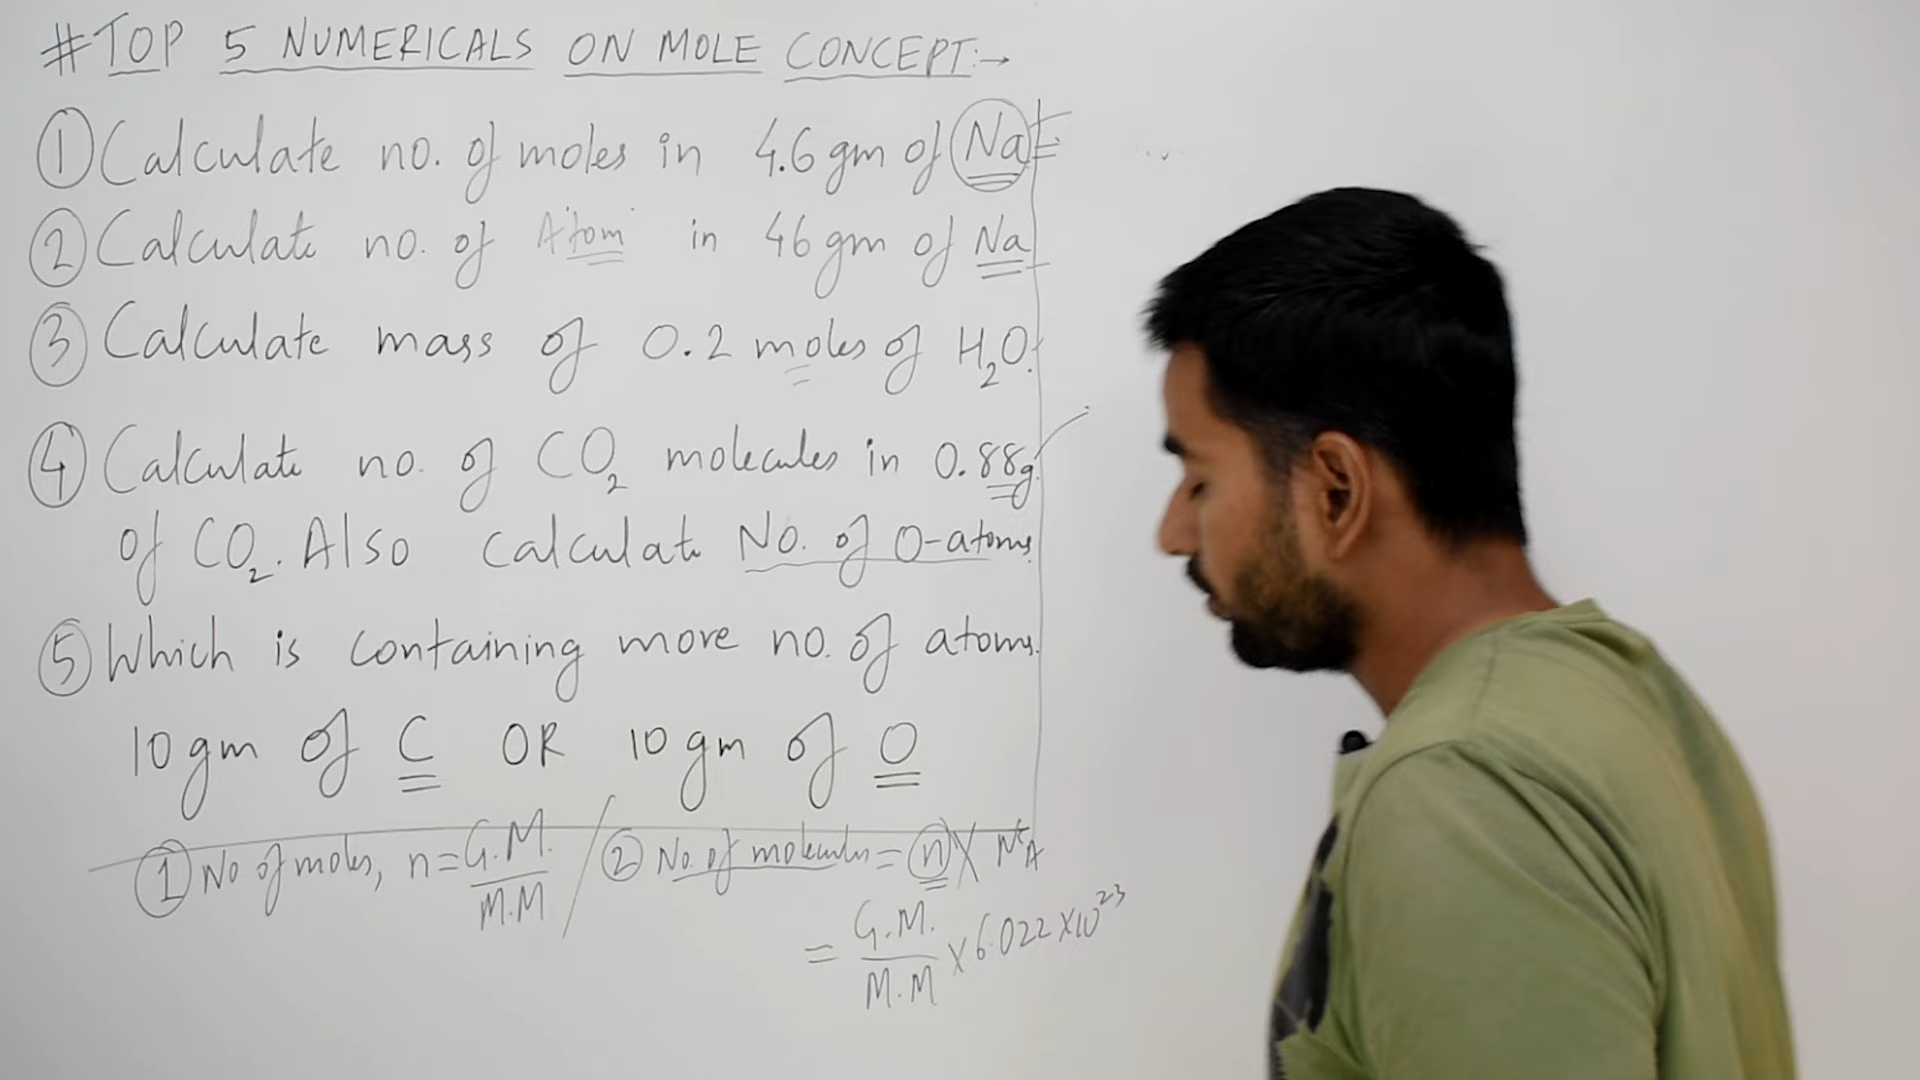 #TOP 5 NUMERICALS ON MOLE CONCEPT:→
① Calculate no. of moles in 4.6 gm of Na
② Calculate no. of Atom in 46 gm of Na
③ Calculate mass of 0.2 moles of H₂O.
④ Calculate no. of CO₂ molecules in 0.88g.
of CO₂. Also calculate No. of O-atoms.
⑤ Which is containing more no. of atoms.
10 gm of C OR 10 gm of O
① No of moles, n = G.M. / M.M
② No. of molecules = n X NA
= G.M. / M.M X 6.022 X 10²³